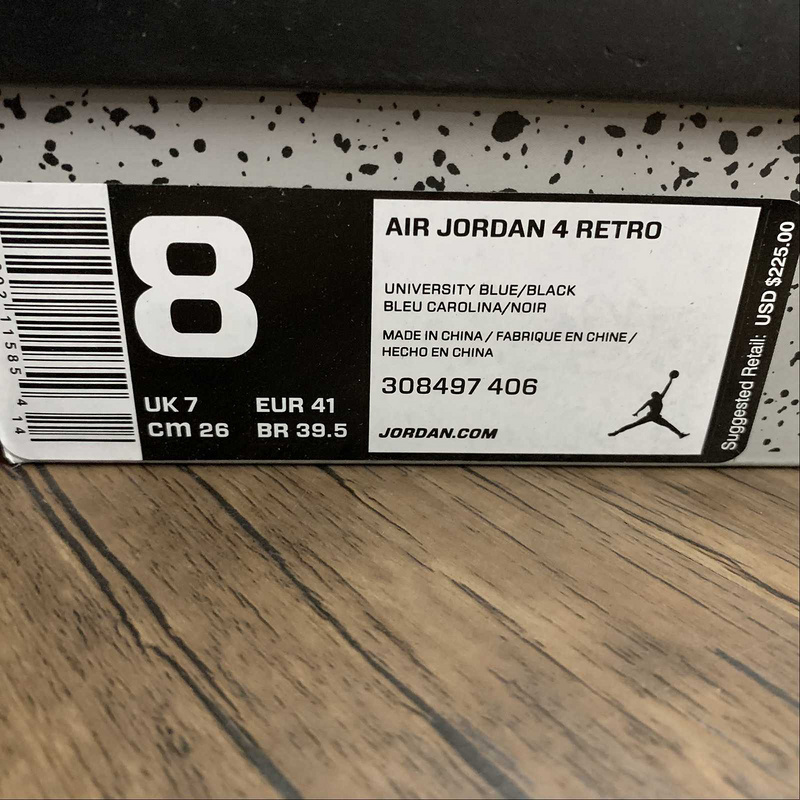 8
UK 7 EUR 41
cm 26 BR 39.5
AIR JORDAN 4 RETRO
UNIVERSITY BLUE/BLACK
BLEU CAROLINA/NOIR
MADE IN CHINA / FABRIQUE EN CHINE /
HECHO EN CHINA
308497 406
JORDAN.COM
Suggested Retail: USD $225.00
11585 414